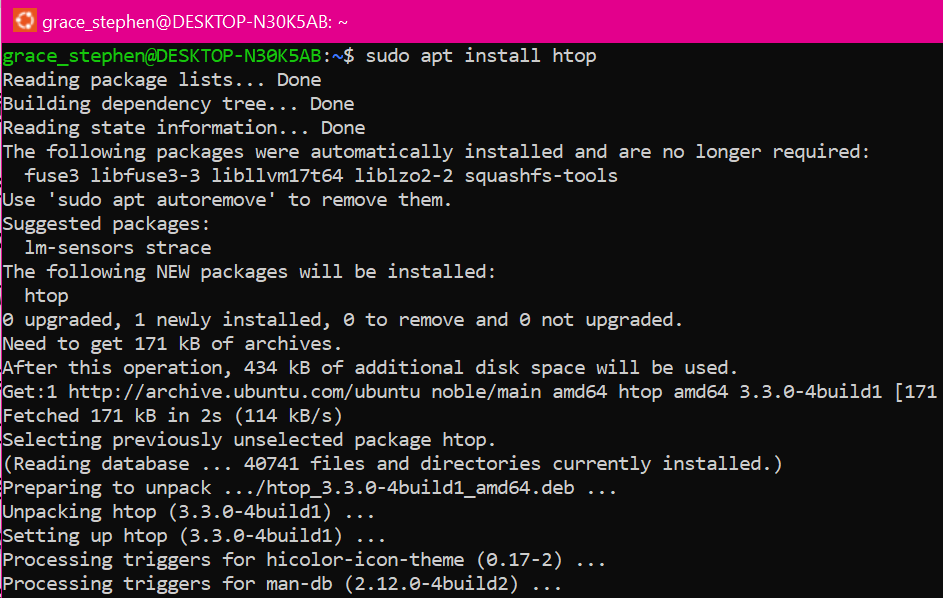 grace_stephen@DESKTOP-N30K5AB: ~
grace_stephen@DESKTOP-N30K5AB:~$ sudo apt install htop
Reading package lists... Done
Building dependency tree... Done
Reading state information... Done
The following packages were automatically installed and are no longer required:
  fuse3 libfuse3-3 libllvm17t64 liblzo2-2 squashfs-tools
Use 'sudo apt autoremove' to remove them.
Suggested packages:
  lm-sensors strace
The following NEW packages will be installed:
  htop
0 upgraded, 1 newly installed, 0 to remove and 0 not upgraded.
Need to get 171 kB of archives.
After this operation, 434 kB of additional disk space will be used.
Get:1 http://archive.ubuntu.com/ubuntu noble/main amd64 htop amd64 3.3.0-4build1 [171
Fetched 171 kB in 2s (114 kB/s)
Selecting previously unselected package htop.
(Reading database ... 40741 files and directories currently installed.)
Preparing to unpack .../htop_3.3.0-4build1_amd64.deb ...
Unpacking htop (3.3.0-4build1) ...
Setting up htop (3.3.0-4build1) ...
Processing triggers for hicolor-icon-theme (0.17-2) ...
Processing triggers for man-db (2.12.0-4build2) ...